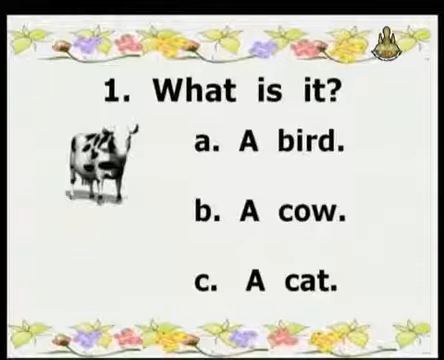 1. What is it?
a. A bird.
b. A cow.
c. A cat.